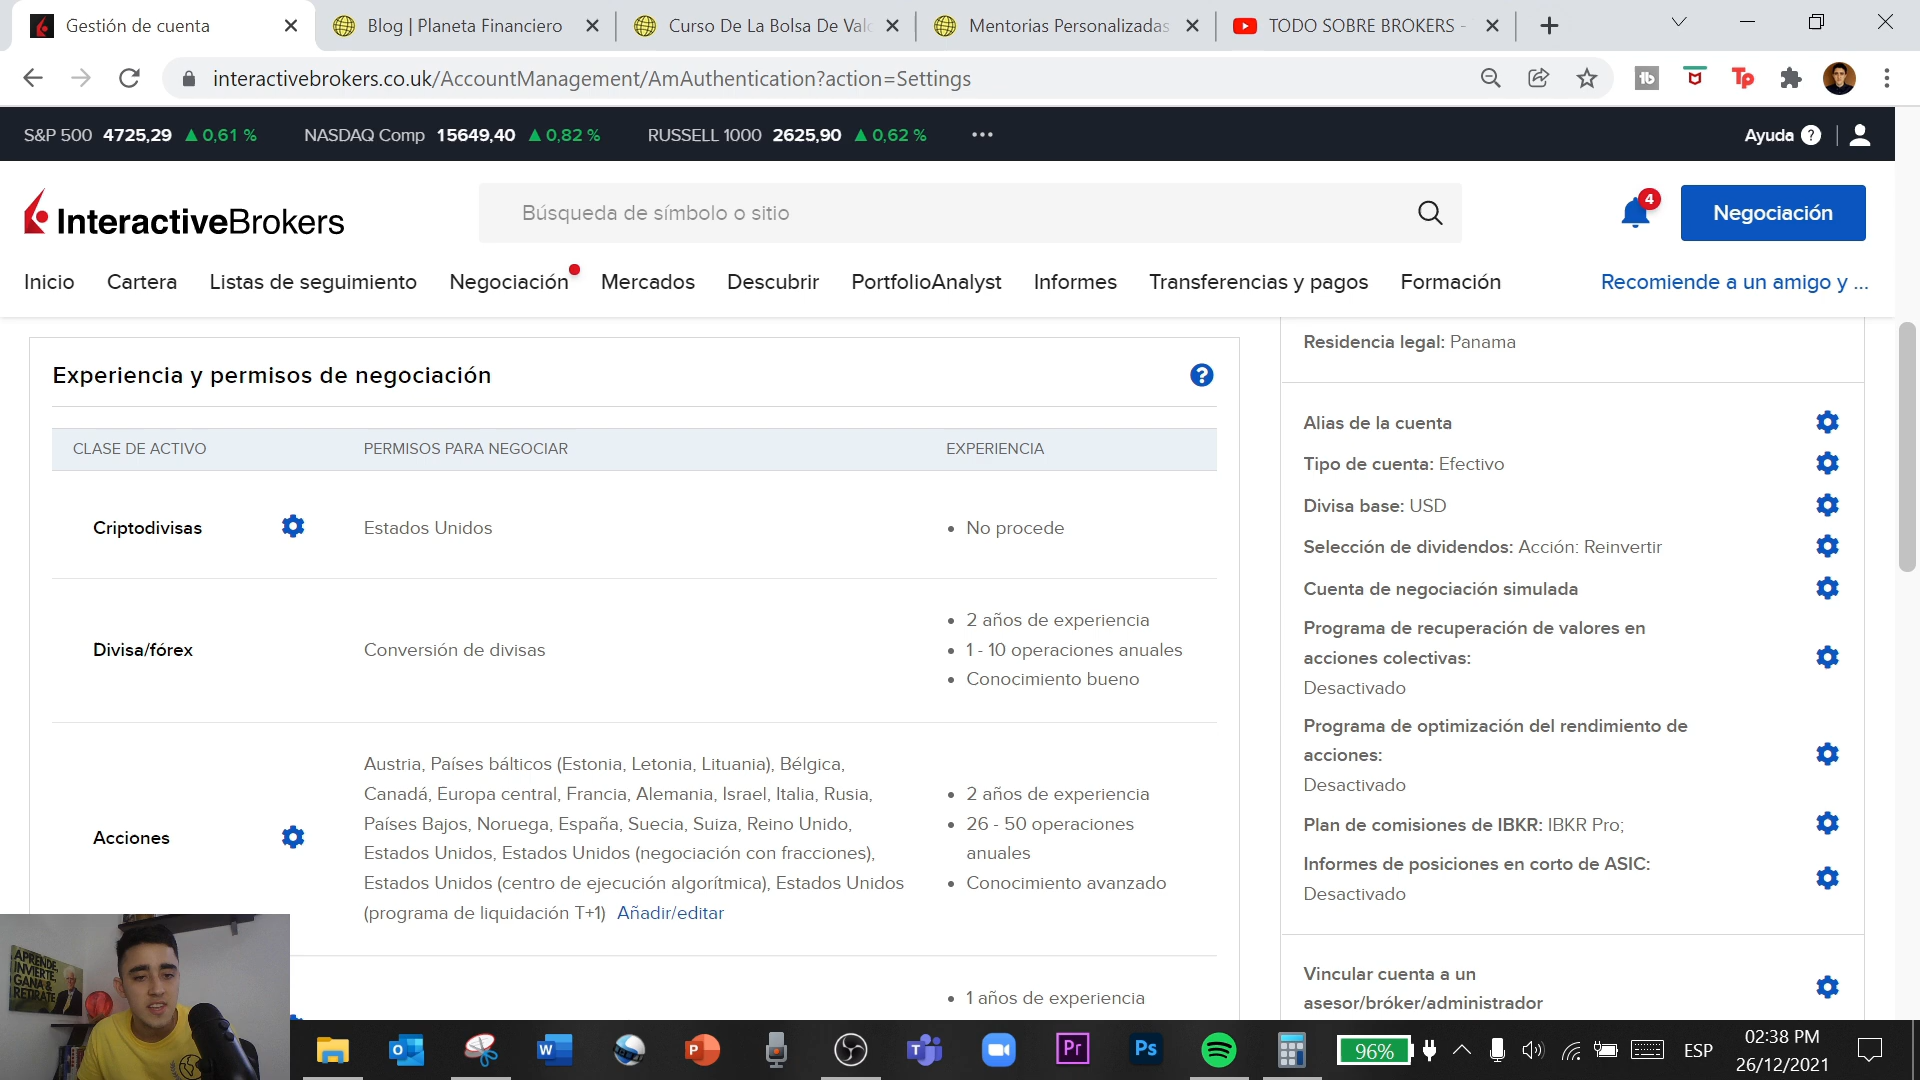 Gestión de cuenta
Blog | Planeta Financiero
Curso De La Bolsa De Val
Mentorias Personalizadas
TODO SOBRE BROKERS -
interactivebrokers.co.uk/AccountManagement/AmAuthentication?action=Settings
S&P 500 4725,29 ▲ 0,61 %
NASDAQ Comp 15649,40 ▲ 0,82 %
RUSSELL 1000 2625,90 ▲ 0,62 %
•••
Ayuda ?
InteractiveBrokers
Búsqueda de símbolo o sitio
4
Negociación
Inicio
Cartera
Listas de seguimiento
Negociación
Mercados
Descubrir
PortfolioAnalyst
Informes
Transferencias y pagos
Formación
Recomiende a un amigo y ...
Experiencia y permisos de negociación
?
CLASE DE ACTIVO PERMISOS PARA NEGOCIAR EXPERIENCIA
Criptodivisas
Estados Unidos
• No procede
Divisa/fórex
Conversión de divisas
• 2 años de experiencia
• 1 - 10 operaciones anuales
• Conocimiento bueno
Acciones
Austria, Países bálticos (Estonia, Letonia, Lituania), Bélgica,
Canadá, Europa central, Francia, Alemania, Israel, Italia, Rusia,
Países Bajos, Noruega, España, Suecia, Suiza, Reino Unido,
Estados Unidos, Estados Unidos (negociación con fracciones),
Estados Unidos (centro de ejecución algorítmica), Estados Unidos
(programa de liquidación T+1) Añadir/editar
• 2 años de experiencia
• 26 - 50 operaciones
anuales
• Conocimiento avanzado
• 1 años de experiencia
Residencia legal: Panama
Alias de la cuenta
Tipo de cuenta: Efectivo
Divisa base: USD
Selección de dividendos: Acción: Reinvertir
Cuenta de negociación simulada
Programa de recuperación de valores en
acciones colectivas:
Desactivado
Programa de optimización del rendimiento de
acciones:
Desactivado
Plan de comisiones de IBKR: IBKR Pro;
Informes de posiciones en corto de ASIC:
Desactivado
Vincular cuenta a un
asesor/bróker/administrador
APRENDE,
INVIERTE,
GANA &
RETIRATE
96%
ESP
02:38 PM
26/12/2021